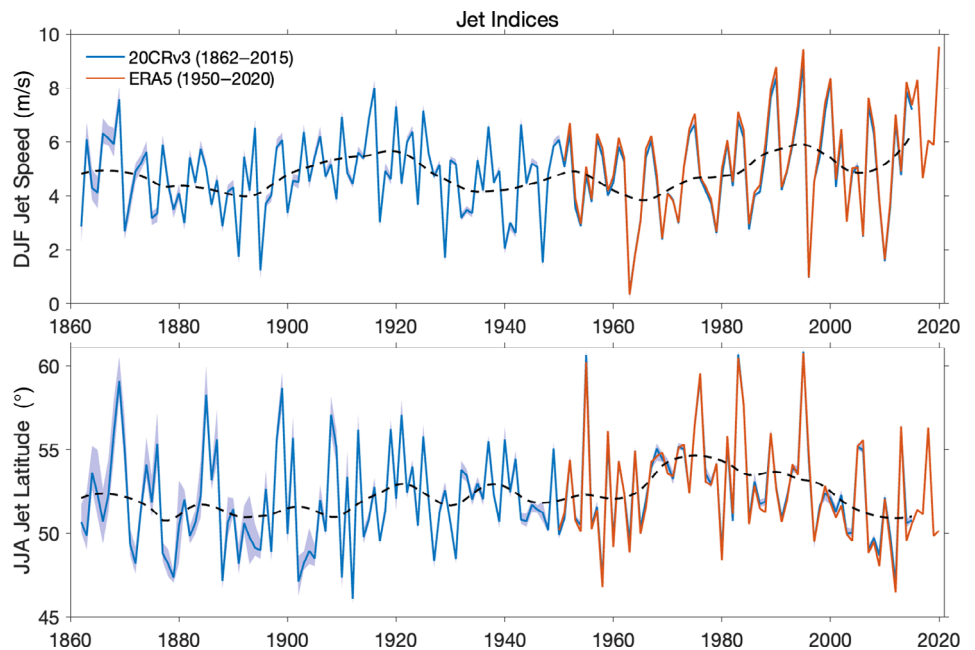 Jet Indices
DJF Jet Speed (m/s)
10
8
6
4
2
0
20CRv3 (1862–2015)
ERA5 (1950–2020)
1860 1880 1900 1920 1940 1960 1980 2000 2020
JJA Jet Latitude (°)
60
55
50
45
1860 1880 1900 1920 1940 1960 1980 2000 2020